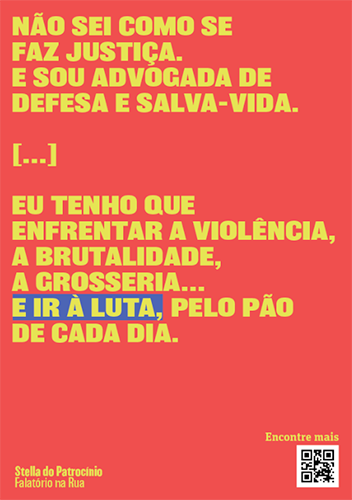 NÃO SEI COMO SE
FAZ JUSTIÇA.
E SOU ADVOGADA DE
DEFESA E SALVA-VIDA.
[...]
EU TENHO QUE
ENFRENTAR A VIOLÊNCIA,
A BRUTALIDADE,
A GROSSERIA...
E IR À LUTA, PELO PÃO
DE CADA DIA.
Encontre mais
Stella do Patrocínio
Falatório na Rua